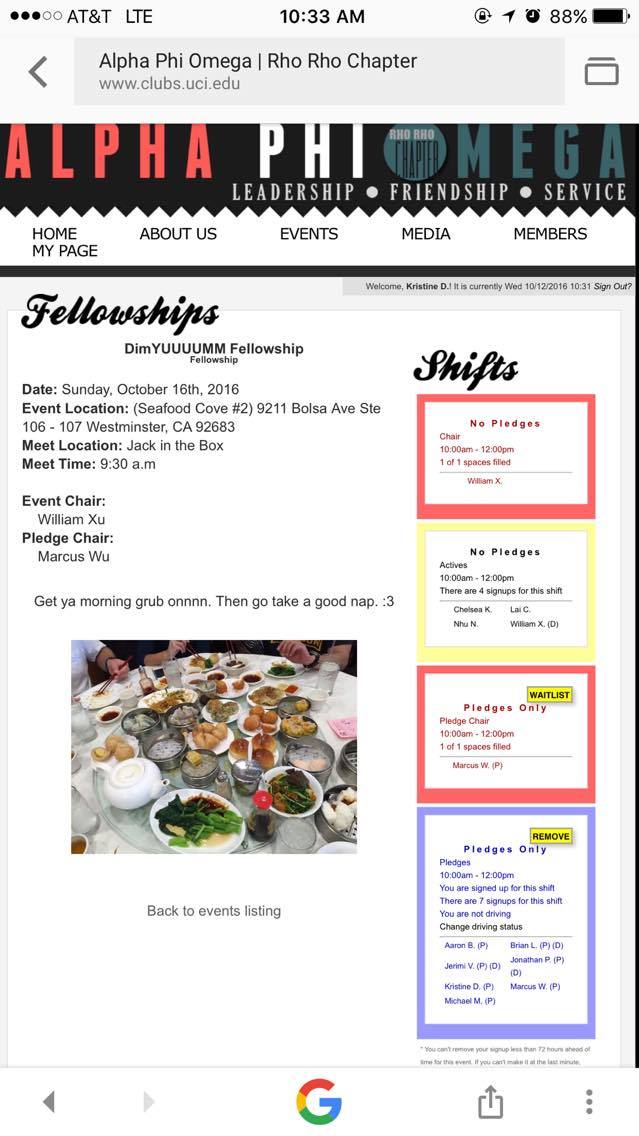 AT&T LTE 10:33 AM 88%
Alpha Phi Omega | Rho Rho Chapter
www.clubs.uci.edu
ALPHA PHI OMEGA
RHO RHO
CHAPTER
LEADERSHIP ● FRIENDSHIP ● SERVICE
HOME ABOUT US EVENTS MEDIA MEMBERS
MY PAGE
Welcome, Kristine D.! It is currently Wed 10/12/2016 10:31 Sign Out?
Fellowships
DimYUUUUMM Fellowship
Fellowship
Date: Sunday, October 16th, 2016
Event Location: (Seafood Cove #2) 9211 Bolsa Ave Ste
106 - 107 Westminster, CA 92683
Meet Location: Jack in the Box
Meet Time: 9:30 a.m
Event Chair:
William Xu
Pledge Chair:
Marcus Wu
Get ya morning grub onnnn. Then go take a good nap. :3
Back to events listing
Shifts
No Pledges
Chair
10:00am - 12:00pm
1 of 1 spaces filled
William X.
No Pledges
Actives
10:00am - 12:00pm
There are 4 signups for this shift
Chelsea K. Lai C.
Nhu N. William X. (D)
WAITLIST
Pledges Only
Pledge Chair
10:00am - 12:00pm
1 of 1 spaces filled
Marcus W. (P)
REMOVE
Pledges Only
Pledges
10:00am - 12:00pm
You are signed up for this shift
There are 7 signups for this shift
You are not driving
Change driving status
Aaron B. (P) Brian L. (P) (D)
Jerimi V. (P) (D) Jonathan P. (P)
(D)
Kristine D. (P) Marcus W. (P)
Michael M. (P)
* You can't remove your signup less than 72 hours ahead of
time for this event. If you can't make it at the last minute,